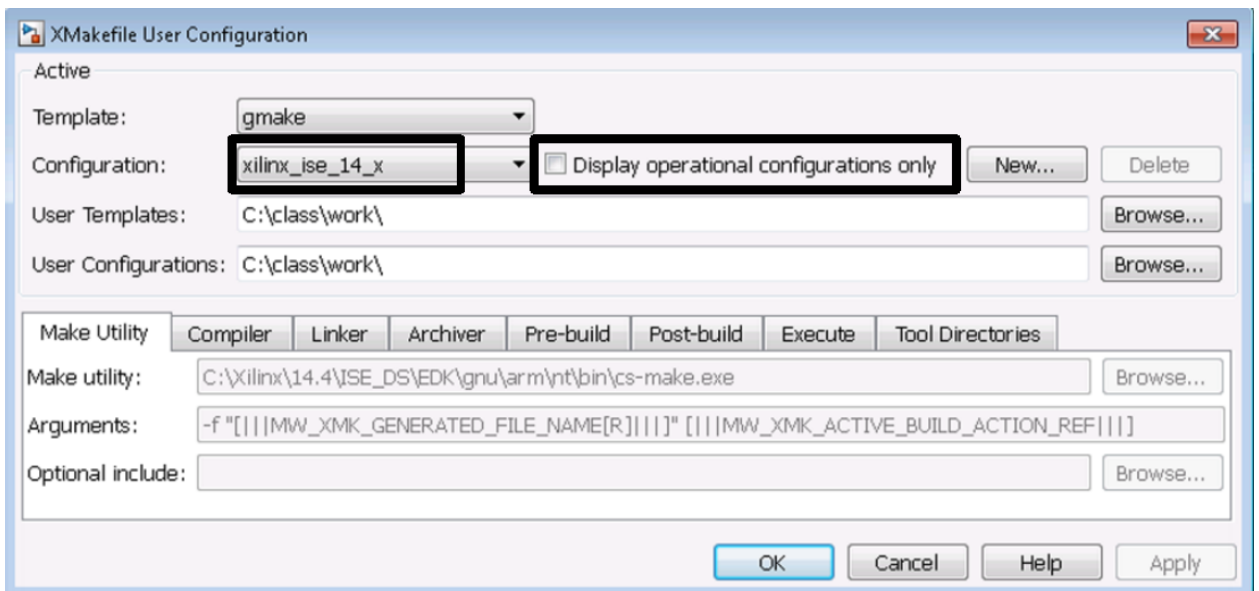 XMakefile User Configuration
Active
Template: gmake
Configuration: xilinx_ise_14_x Display operational configurations only New... Delete
User Templates: C:\class\work\ Browse...
User Configurations: C:\class\work\ Browse...
Make Utility Compiler Linker Archiver Pre-build Post-build Execute Tool Directories
Make utility: C:\Xilinx\14.4\ISE_DS\EDK\gnu\arm\nt\bin\cs-make.exe Browse...
Arguments: -f "[|||MW_XMK_GENERATED_FILE_NAME[R]|||]" [|||MW_XMK_ACTIVE_BUILD_ACTION_REF|||]
Optional include: Browse...
OK Cancel Help Apply